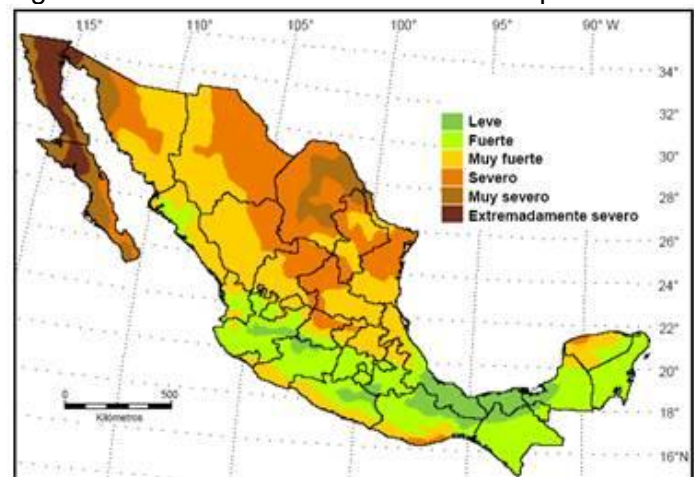 115°
110°
105°
100°
95°
90° W
34°
32°
30°
28°
26°
24°
22°
20°
18°
16°N
Leve
Fuerte
Muy fuerte
Severo
Muy severo
Extremadamente severo
0 500
Kilómetros